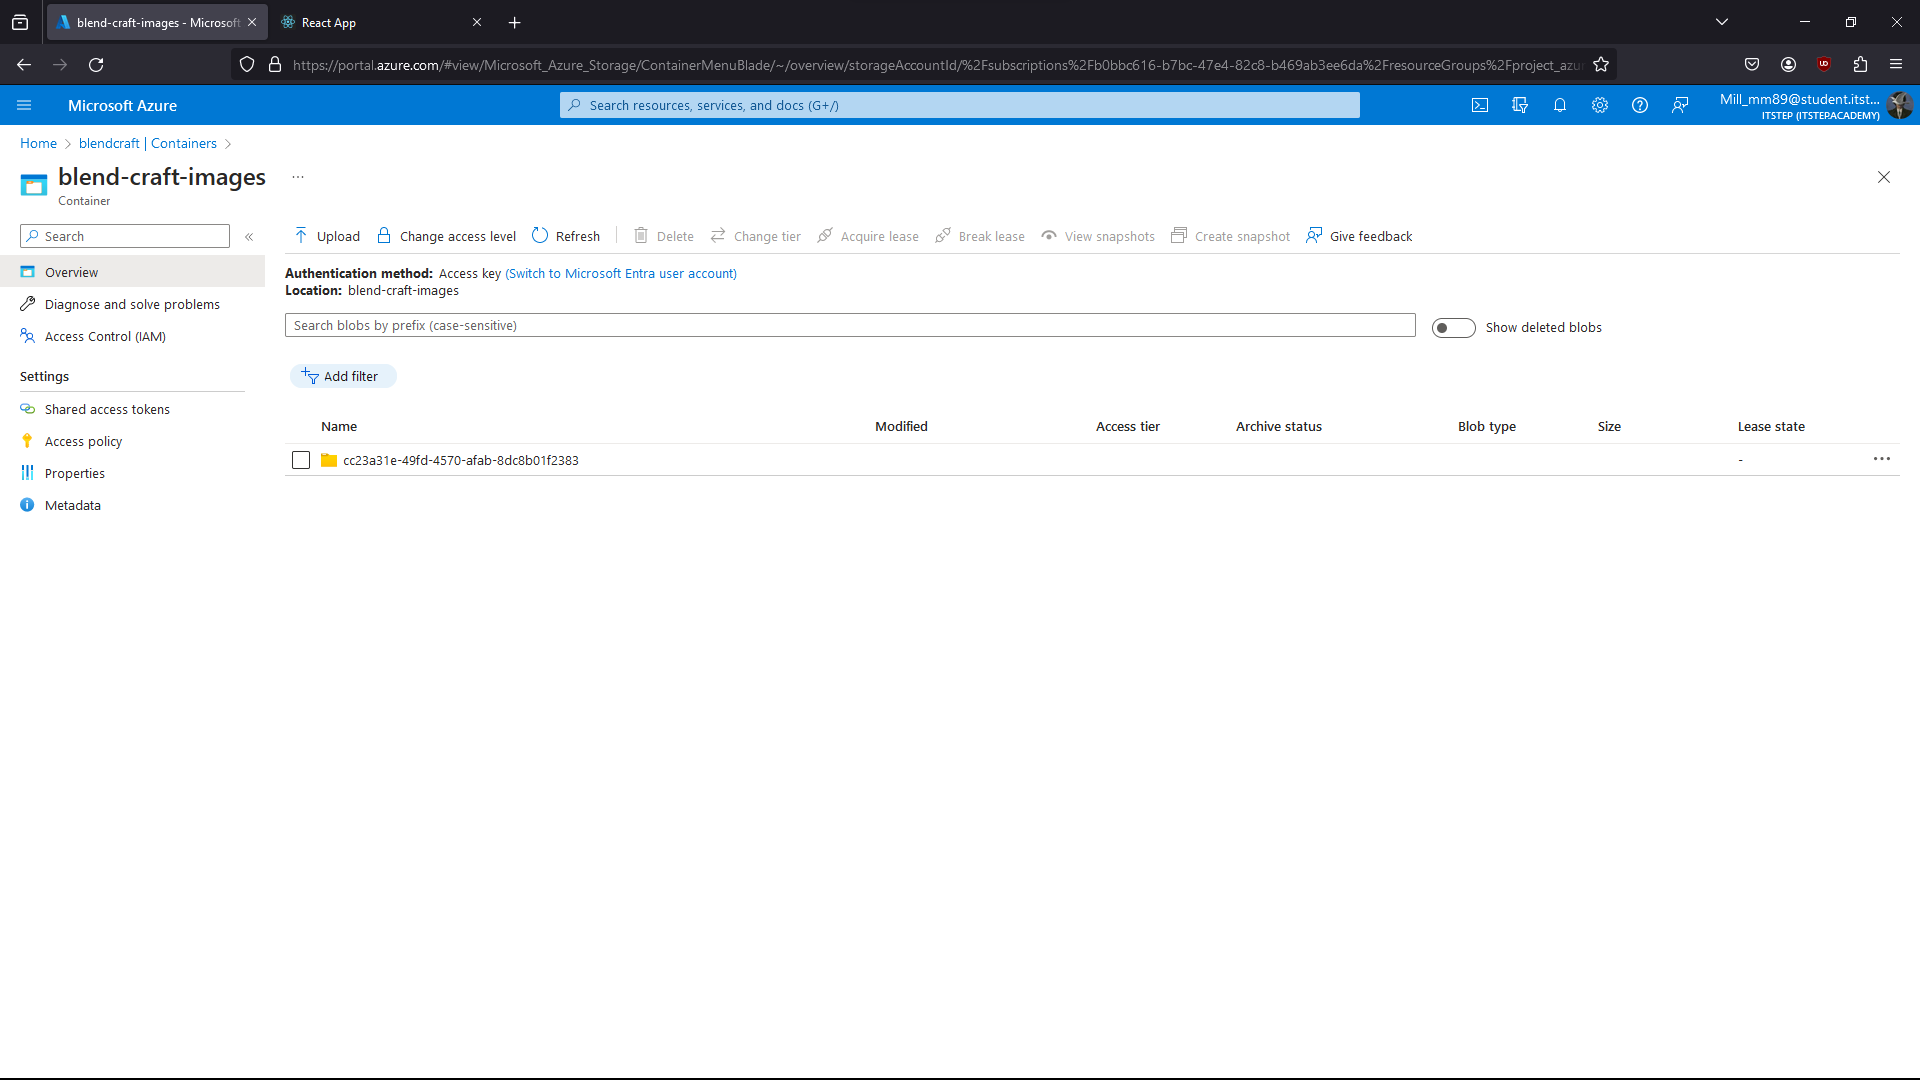 blend-craft-images - Microsoft
React App
https://portal.azure.com/#view/Microsoft_Azure_Storage/ContainerMenuBlade/~/overview/storageAccountId/%2Fsubscriptions%2Fb0bbc616-b7bc-47e4-82c8-b469ab3ee6da%2FresourceGroups%2Fproject_azu
Microsoft Azure
Search resources, services, and docs (G+/)
Mill_mm89@student.itst...
ITSTEP (ITSTEPACADEMY)
Home
blendcraft | Containers
blend-craft-images
...
Container
Search
«
Upload
Change access level
Refresh
Delete
Change tier
Acquire lease
Break lease
View snapshots
Create snapshot
Give feedback
Overview
Diagnose and solve problems
Access Control (IAM)
Settings
Shared access tokens
Access policy
Properties
Metadata
Authentication method: Access key (Switch to Microsoft Entra user account)
Location: blend-craft-images
Search blobs by prefix (case-sensitive)
Show deleted blobs
Add filter
Name Modified Access tier Archive status Blob type Size Lease state
cc23a31e-49fd-4570-afab-8dc8b01f2383 - ...